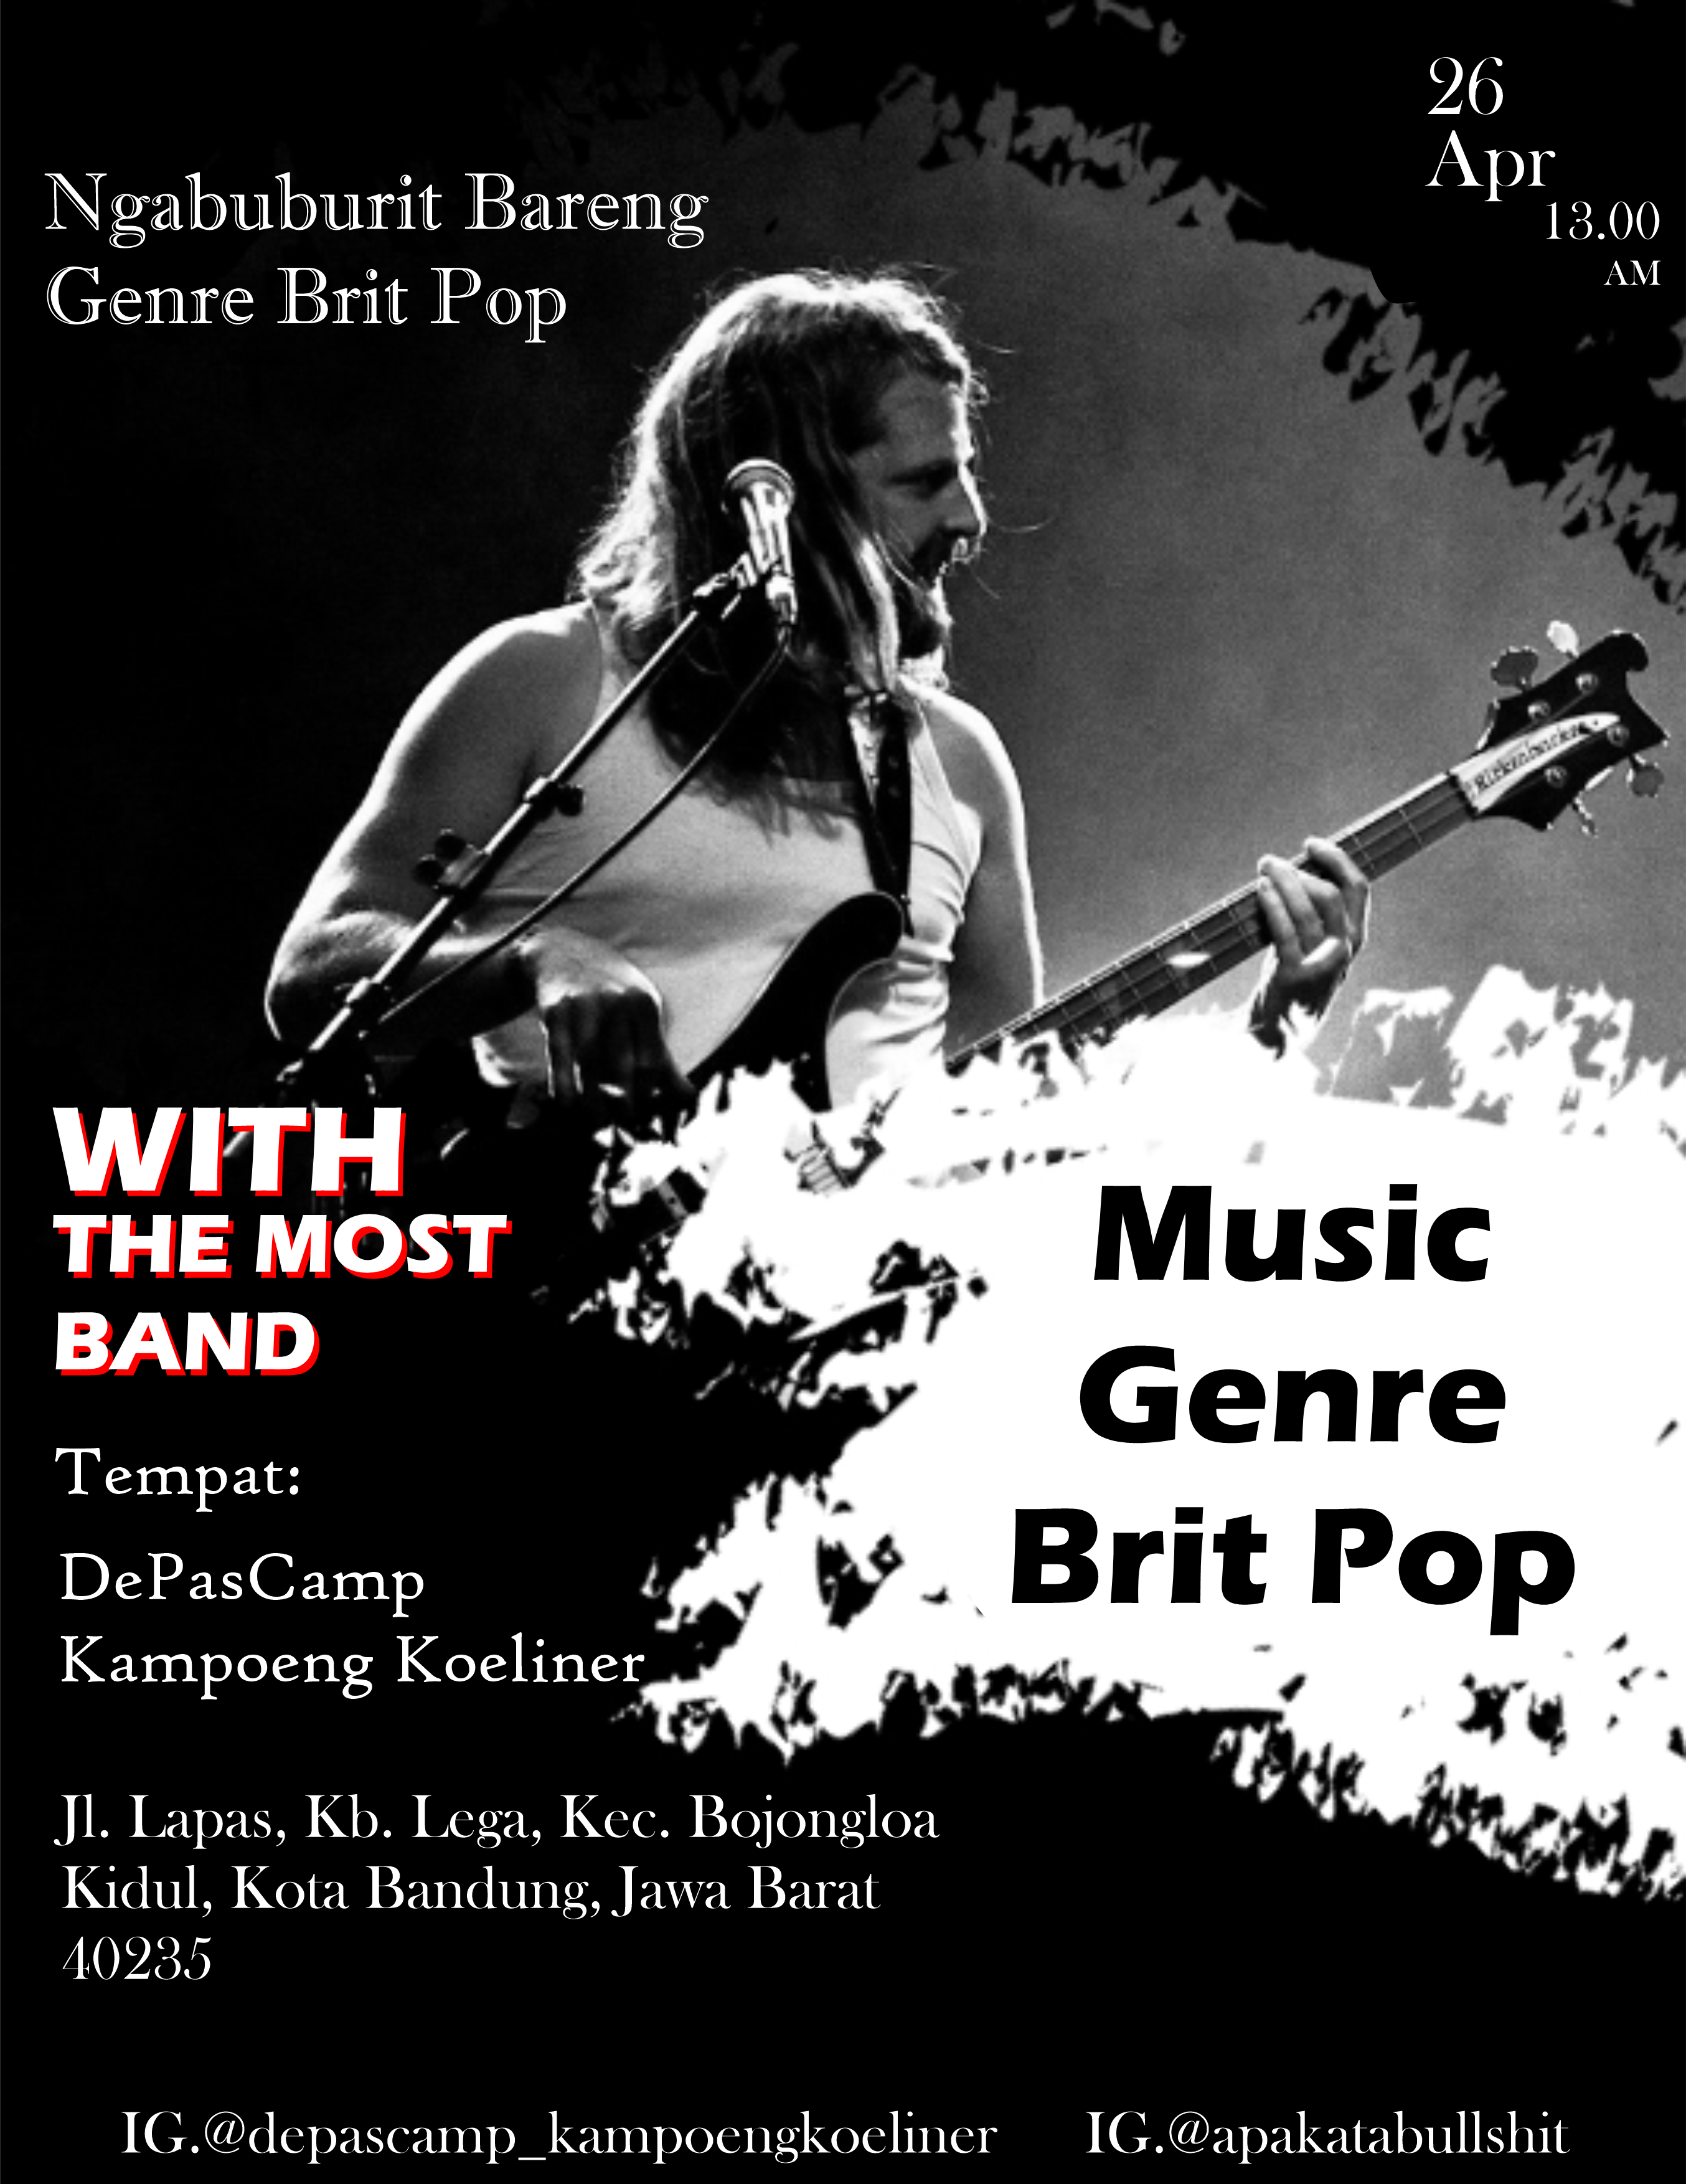 26
Apr
13.00
AM
Ngabuburit Bareng
Genre Brit Pop
Rickenbacker
WITH
THE MOST
BAND
Music
Genre
Brit Pop
Tempat:
DePasCamp
Kampoeng Koeliner
Jl. Lapas, Kb. Lega, Kec. Bojongloa
Kidul, Kota Bandung, Jawa Barat
40235
IG.@depascamp_kampoengkoeliner
IG.@apakatabullshit